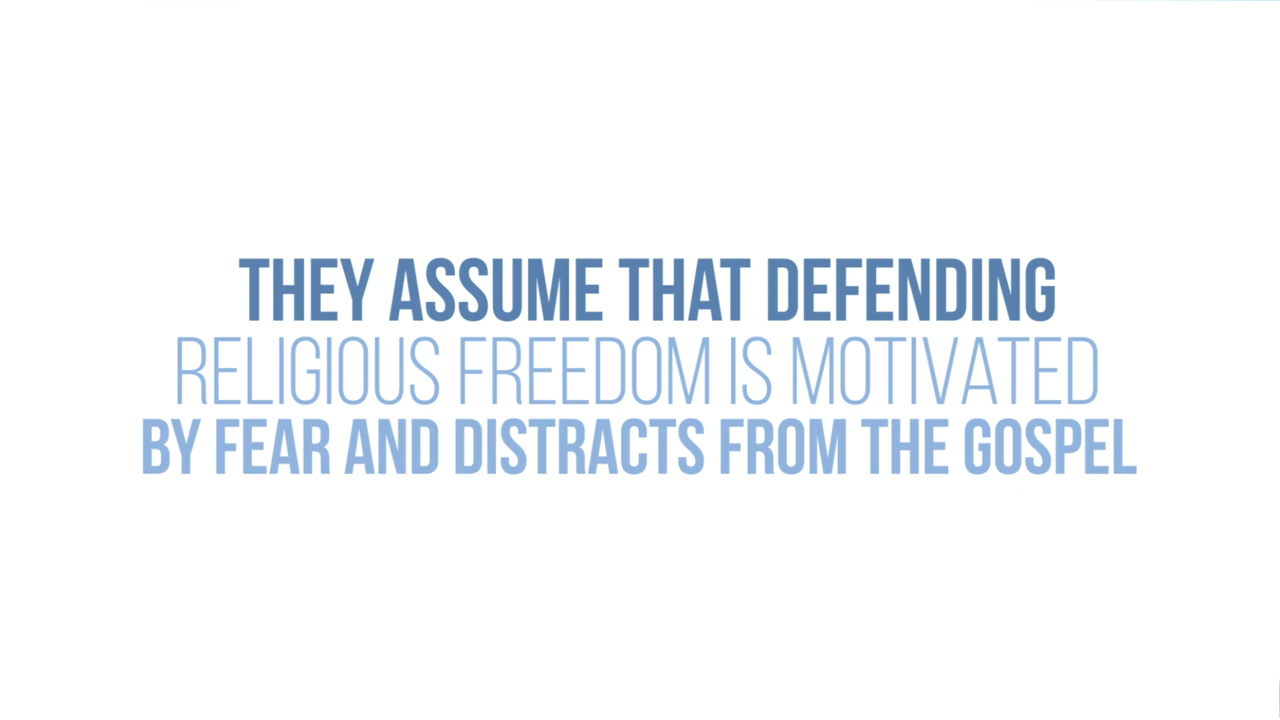 THEY ASSUME THAT DEFENDING
RELIGIOUS FREEDOM IS MOTIVATED
BY FEAR AND DISTRACTS FROM THE GOSPEL